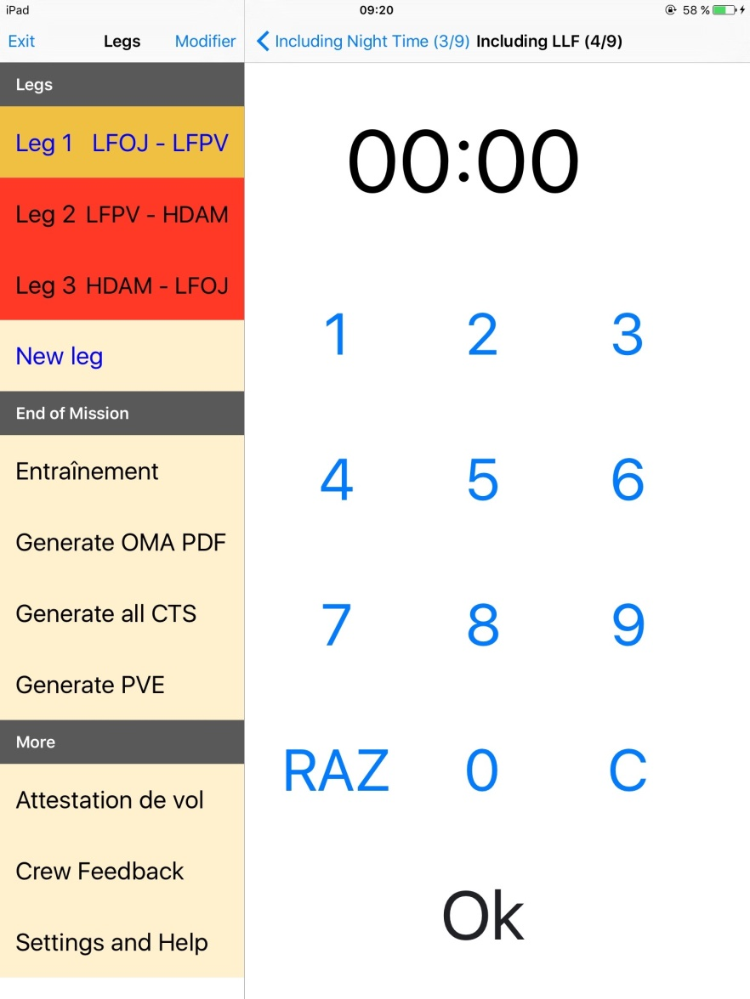 iPad 09:20 58 %
Exit Legs Modifier
Including Night Time (3/9) Including LLF (4/9)
Legs
Leg 1 LFOJ - LFPV
Leg 2 LFPV - HDAM
Leg 3 HDAM - LFOJ
New leg
End of Mission
Entraînement
Generate OMA PDF
Generate all CTS
Generate PVE
More
Attestation de vol
Crew Feedback
Settings and Help
00:00
1 2 3
4 5 6
7 8 9
RAZ 0 C
Ok